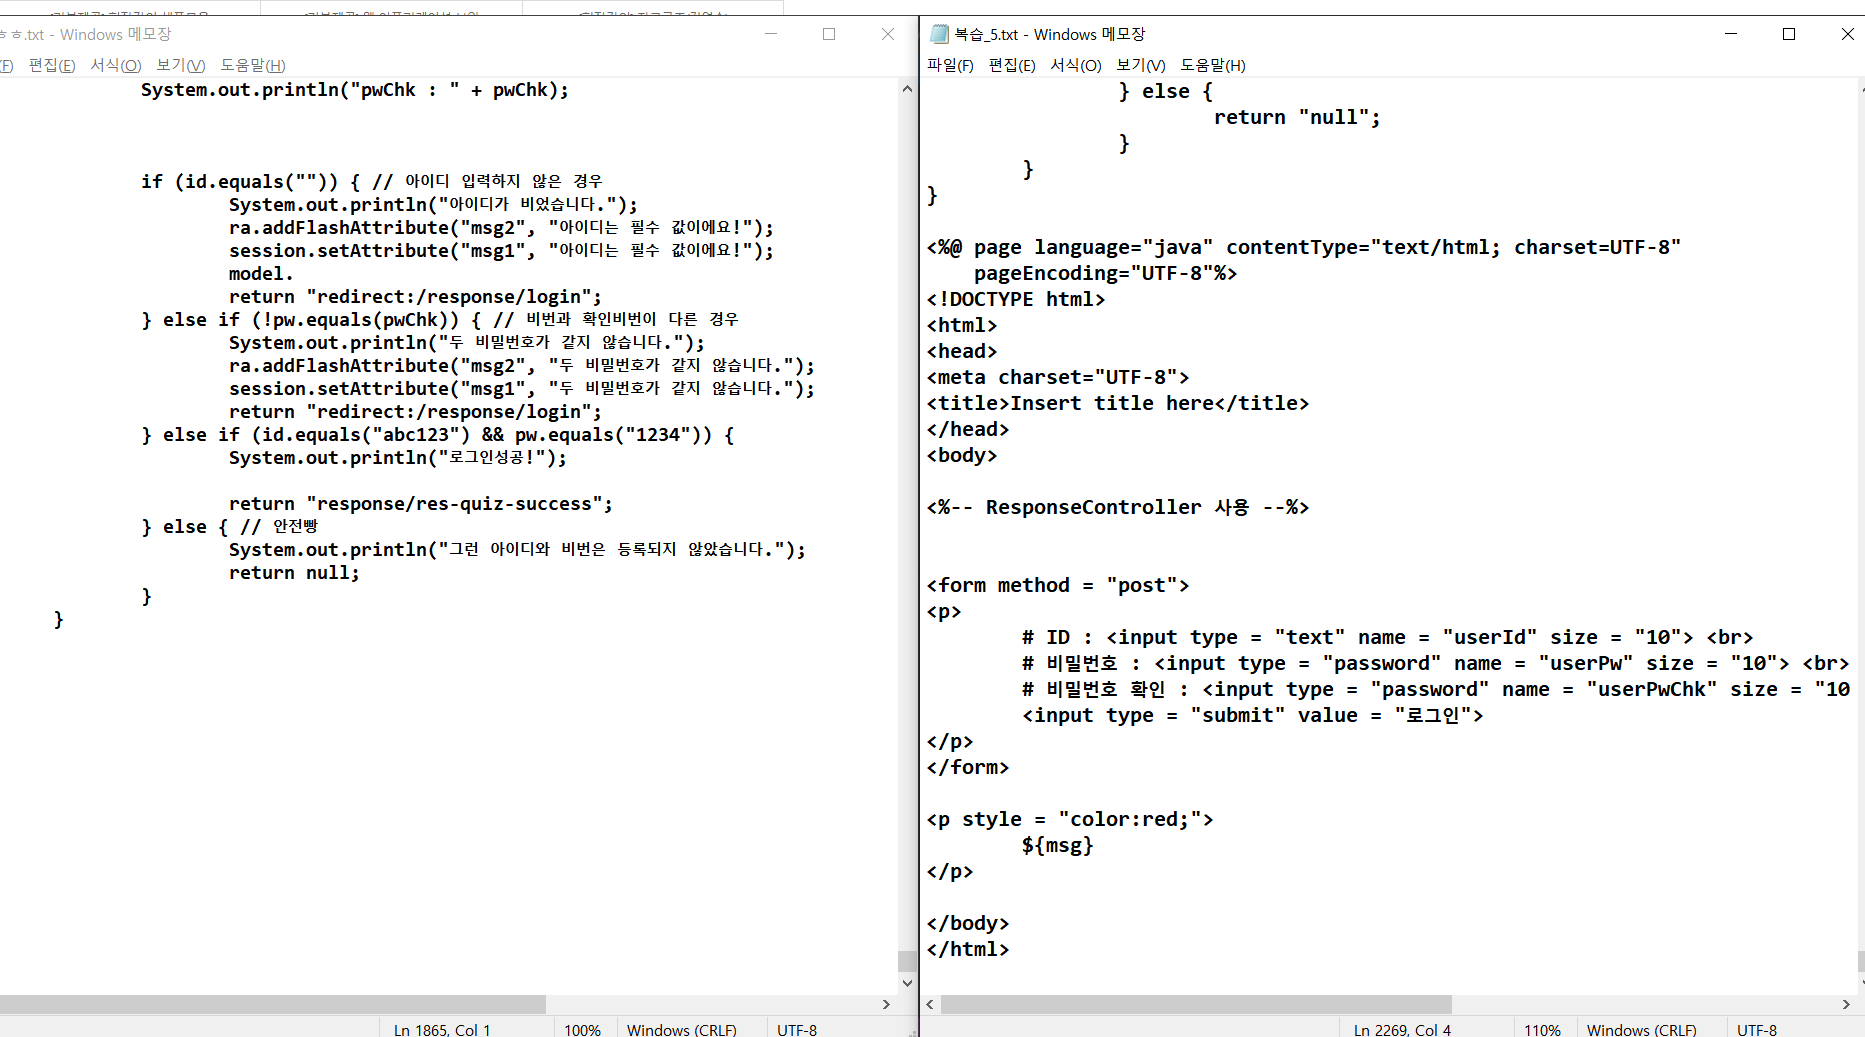 .txt - Windows 메모장
(F) 편집(E) 서식(O) 보기(V) 도움말(H)
System.out.println("pwChk : " + pwChk);
if (id.equals("")) { // 아이디 입력하지 않은 경우
System.out.println("아이디가 비었습니다.");
ra.addFlashAttribute("msg2", "아이디는 필수 값이에요!");
session.setAttribute("msg1", "아이디는 필수 값이에요!");
model.
return "redirect:/response/login";
} else if (!pw.equals(pwChk)) { // 비번과 확인비번이 다른 경우
System.out.println("두 비밀번호가 같지 않습니다.");
ra.addFlashAttribute("msg2", "두 비밀번호가 같지 않습니다.");
session.setAttribute("msg1", "두 비밀번호가 같지 않습니다.");
return "redirect:/response/login";
} else if (id.equals("abc123") && pw.equals("1234")) {
System.out.println("로그인성공!");
return "response/res-quiz-success";
} else { // 안전빵
System.out.println("그런 아이디와 비번은 등록되지 않았습니다.");
return null;
}
}
Ln 1865, Col 1
100%
Windows (CRLF)
UTF-8
복습_5.txt - Windows 메모장
파일(F) 편집(E) 서식(O) 보기(V) 도움말(H)
} else {
return "null";
}
}
}
<%@ page language="java" contentType="text/html; charset=UTF-8"
pageEncoding="UTF-8"%>
<!DOCTYPE html>
<html>
<head>
<meta charset="UTF-8">
<title>Insert title here</title>
</head>
<body>
<%-- ResponseController 사용 --%>
<form method = "post">
<p>
# ID : <input type = "text" name = "userId" size = "10"> <br>
# 비밀번호 : <input type = "password" name = "userPw" size = "10"> <br>
# 비밀번호 확인 : <input type = "password" name = "userPwChk" size = "10
<input type = "submit" value = "로그인">
</p>
</form>
<p style = "color:red;">
${msg}
</p>
</body>
</html>
Ln 2269, Col 4
110%
Windows (CRLF)
UTF-8